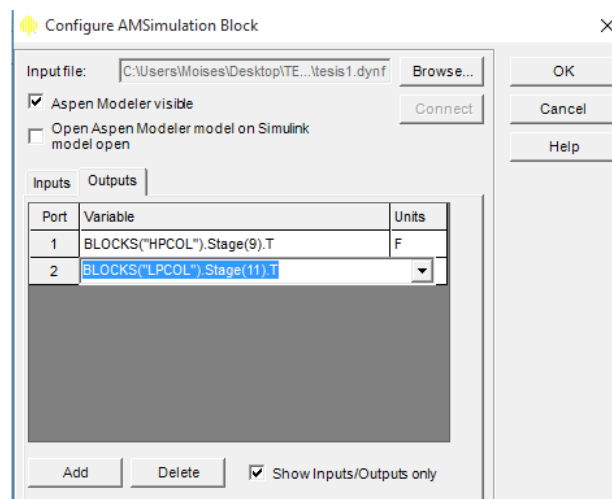 Configure AMSimulation Block
Input file: C:\Users\Moises\Desktop\TE...\tesis1.dynf Browse... OK
Aspen Modeler visible Connect Cancel
Open Aspen Modeler model on Simulink
model open Help
Inputs Outputs
Port Variable Units
1 BLOCKS("HPCOL").Stage(9).T F
2 BLOCKS("LPCOL").Stage(11).T
Add Delete Show Inputs/Outputs only